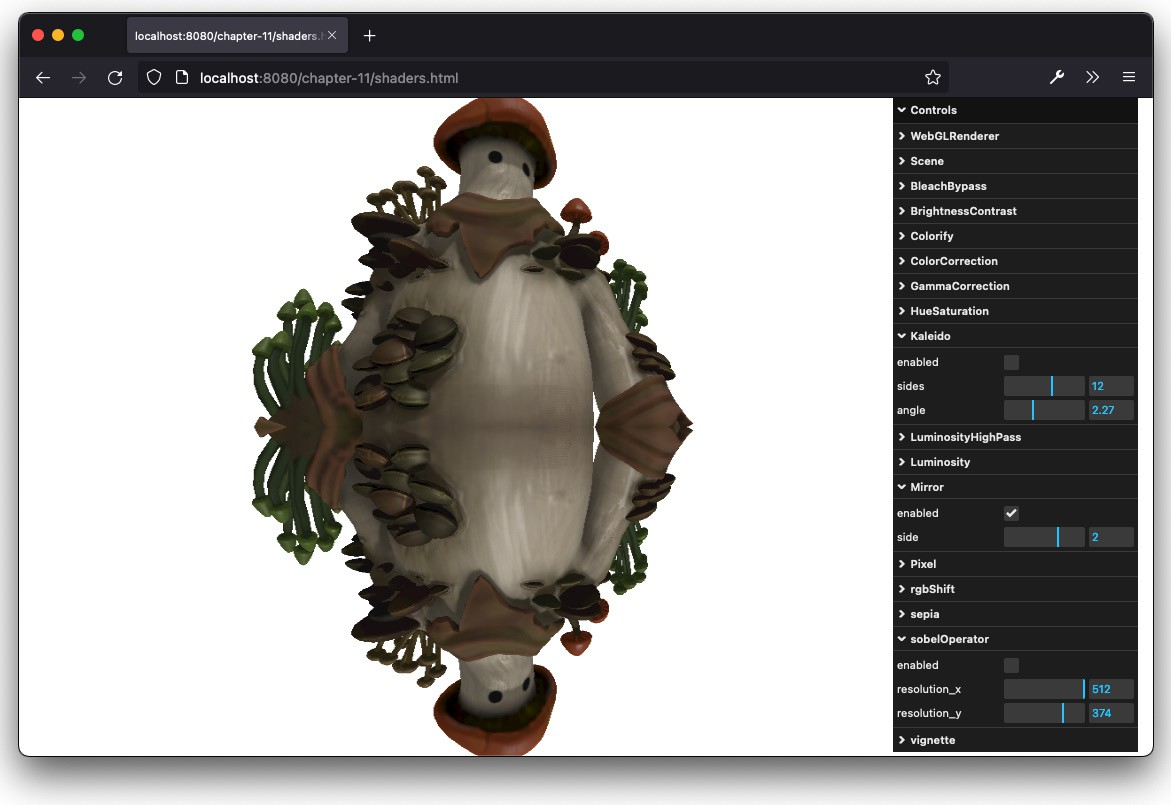 localhost:8080/chapter-11/shaders.
localhost:8080/chapter-11/shaders.html
Controls
WebGLRenderer
Scene
BleachBypass
BrightnessContrast
Colorify
ColorCorrection
GammaCorrection
HueSaturation
Kaleido
enabled
sides 12
angle 2.27
LuminosityHighPass
Luminosity
Mirror
enabled
side 2
Pixel
rgbShift
sepia
sobelOperator
enabled
resolution_x 512
resolution_y 374
vignette